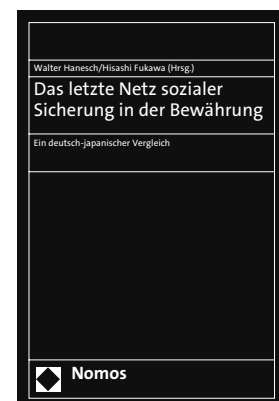 Walter Hanesch/Hisashi Fukawa (Hrsg.)
Das letzte Netz sozialer
Sicherung in der Bewährung
Ein deutsch-japanischer Vergleich
Nomos